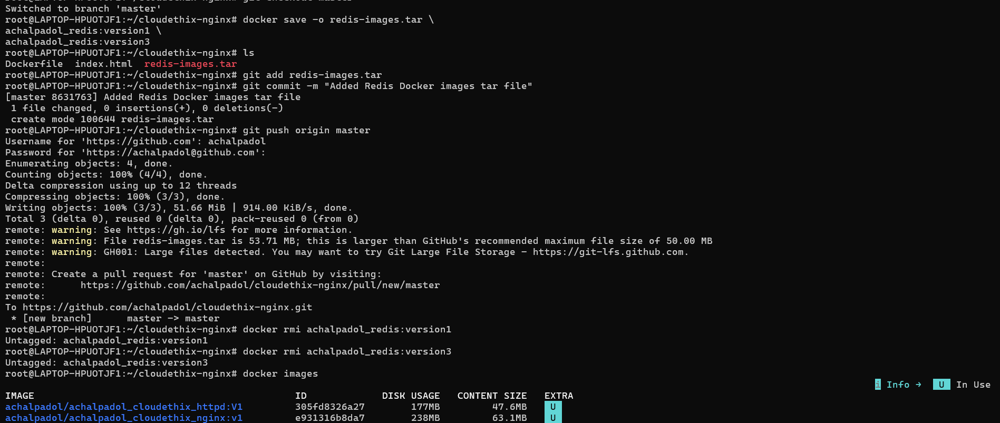 Switched to branch 'master'
root@LAPTOP-HPUOTJF1:~/cloudethix-nginx# docker save -o redis-images.tar \
achalpadol_redis:version1 \
achalpadol_redis:version3
root@LAPTOP-HPUOTJF1:~/cloudethix-nginx# ls
Dockerfile  index.html  redis-images.tar
root@LAPTOP-HPUOTJF1:~/cloudethix-nginx# git add redis-images.tar
root@LAPTOP-HPUOTJF1:~/cloudethix-nginx# git commit -m "Added Redis Docker images tar file"
[master 8631763] Added Redis Docker images tar file
 1 file changed, 0 insertions(+), 0 deletions(-)
 create mode 100644 redis-images.tar
root@LAPTOP-HPUOTJF1:~/cloudethix-nginx# git push origin master
Username for 'https://github.com': achalpadol
Password for 'https://achalpadol@github.com':
Enumerating objects: 4, done.
Counting objects: 100% (4/4), done.
Delta compression using up to 12 threads
Compressing objects: 100% (3/3), done.
Writing objects: 100% (3/3), 51.66 MiB | 914.00 KiB/s, done.
Total 3 (delta 0), reused 0 (delta 0), pack-reused 0 (from 0)
remote: warning: See https://gh.io/lfs for more information.
remote: warning: File redis-images.tar is 53.71 MB; this is larger than GitHub's recommended maximum file size of 50.00 MB
remote: warning: GH001: Large files detected. You may want to try Git Large File Storage - https://git-lfs.github.com.
remote:
remote: Create a pull request for 'master' on GitHub by visiting:
remote:      https://github.com/achalpadol/cloudethix-nginx/pull/new/master
remote:
To https://github.com/achalpadol/cloudethix-nginx.git
 * [new branch]      master -> master
root@LAPTOP-HPUOTJF1:~/cloudethix-nginx# docker rmi achalpadol_redis:version1
Untagged: achalpadol_redis:version1
root@LAPTOP-HPUOTJF1:~/cloudethix-nginx# docker rmi achalpadol_redis:version3
Untagged: achalpadol_redis:version3
root@LAPTOP-HPUOTJF1:~/cloudethix-nginx# docker images
i Info → U In Use
IMAGE ID DISK USAGE CONTENT SIZE EXTRA
achalpadol/achalpadol_cloudethix_httpd:V1 305fd8326a27 177MB 47.6MB U
achalpadol/achalpadol_cloudethix_nginx:v1 e931316b8da7 238MB 63.1MB U